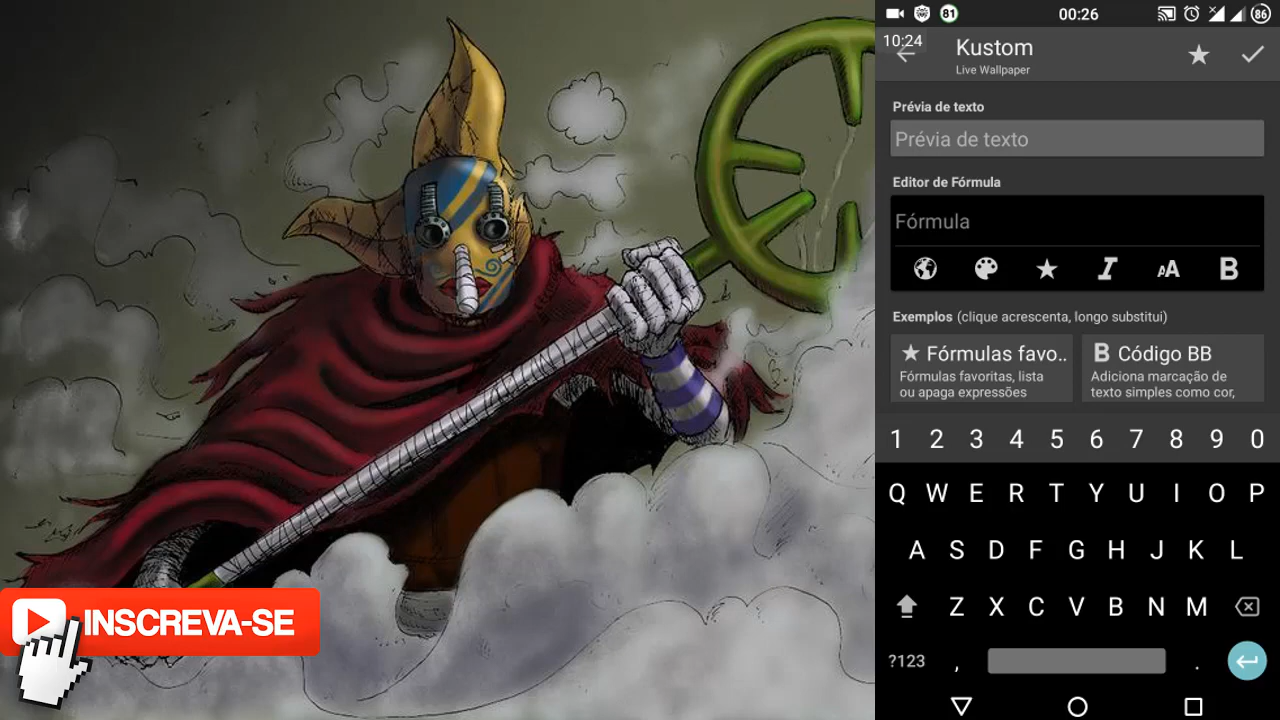 INSCREVA-SE
81
00:26
86
10:24
Kustom
Live Wallpaper
Prévia de texto
Prévia de texto
Editor de Fórmula
Fórmula
I AA B
Exemplos (clique acrescenta, longo substitui)
Fórmulas favo..
Fórmulas favoritas, lista
ou apaga expressões
B Código BB
Adiciona marcação de
texto simples como cor,
1 2 3 4 5 6 7 8 9 0
Q W E R T Y U I O P
A S D F G H J K L
Z X C V B N M
?123 , .